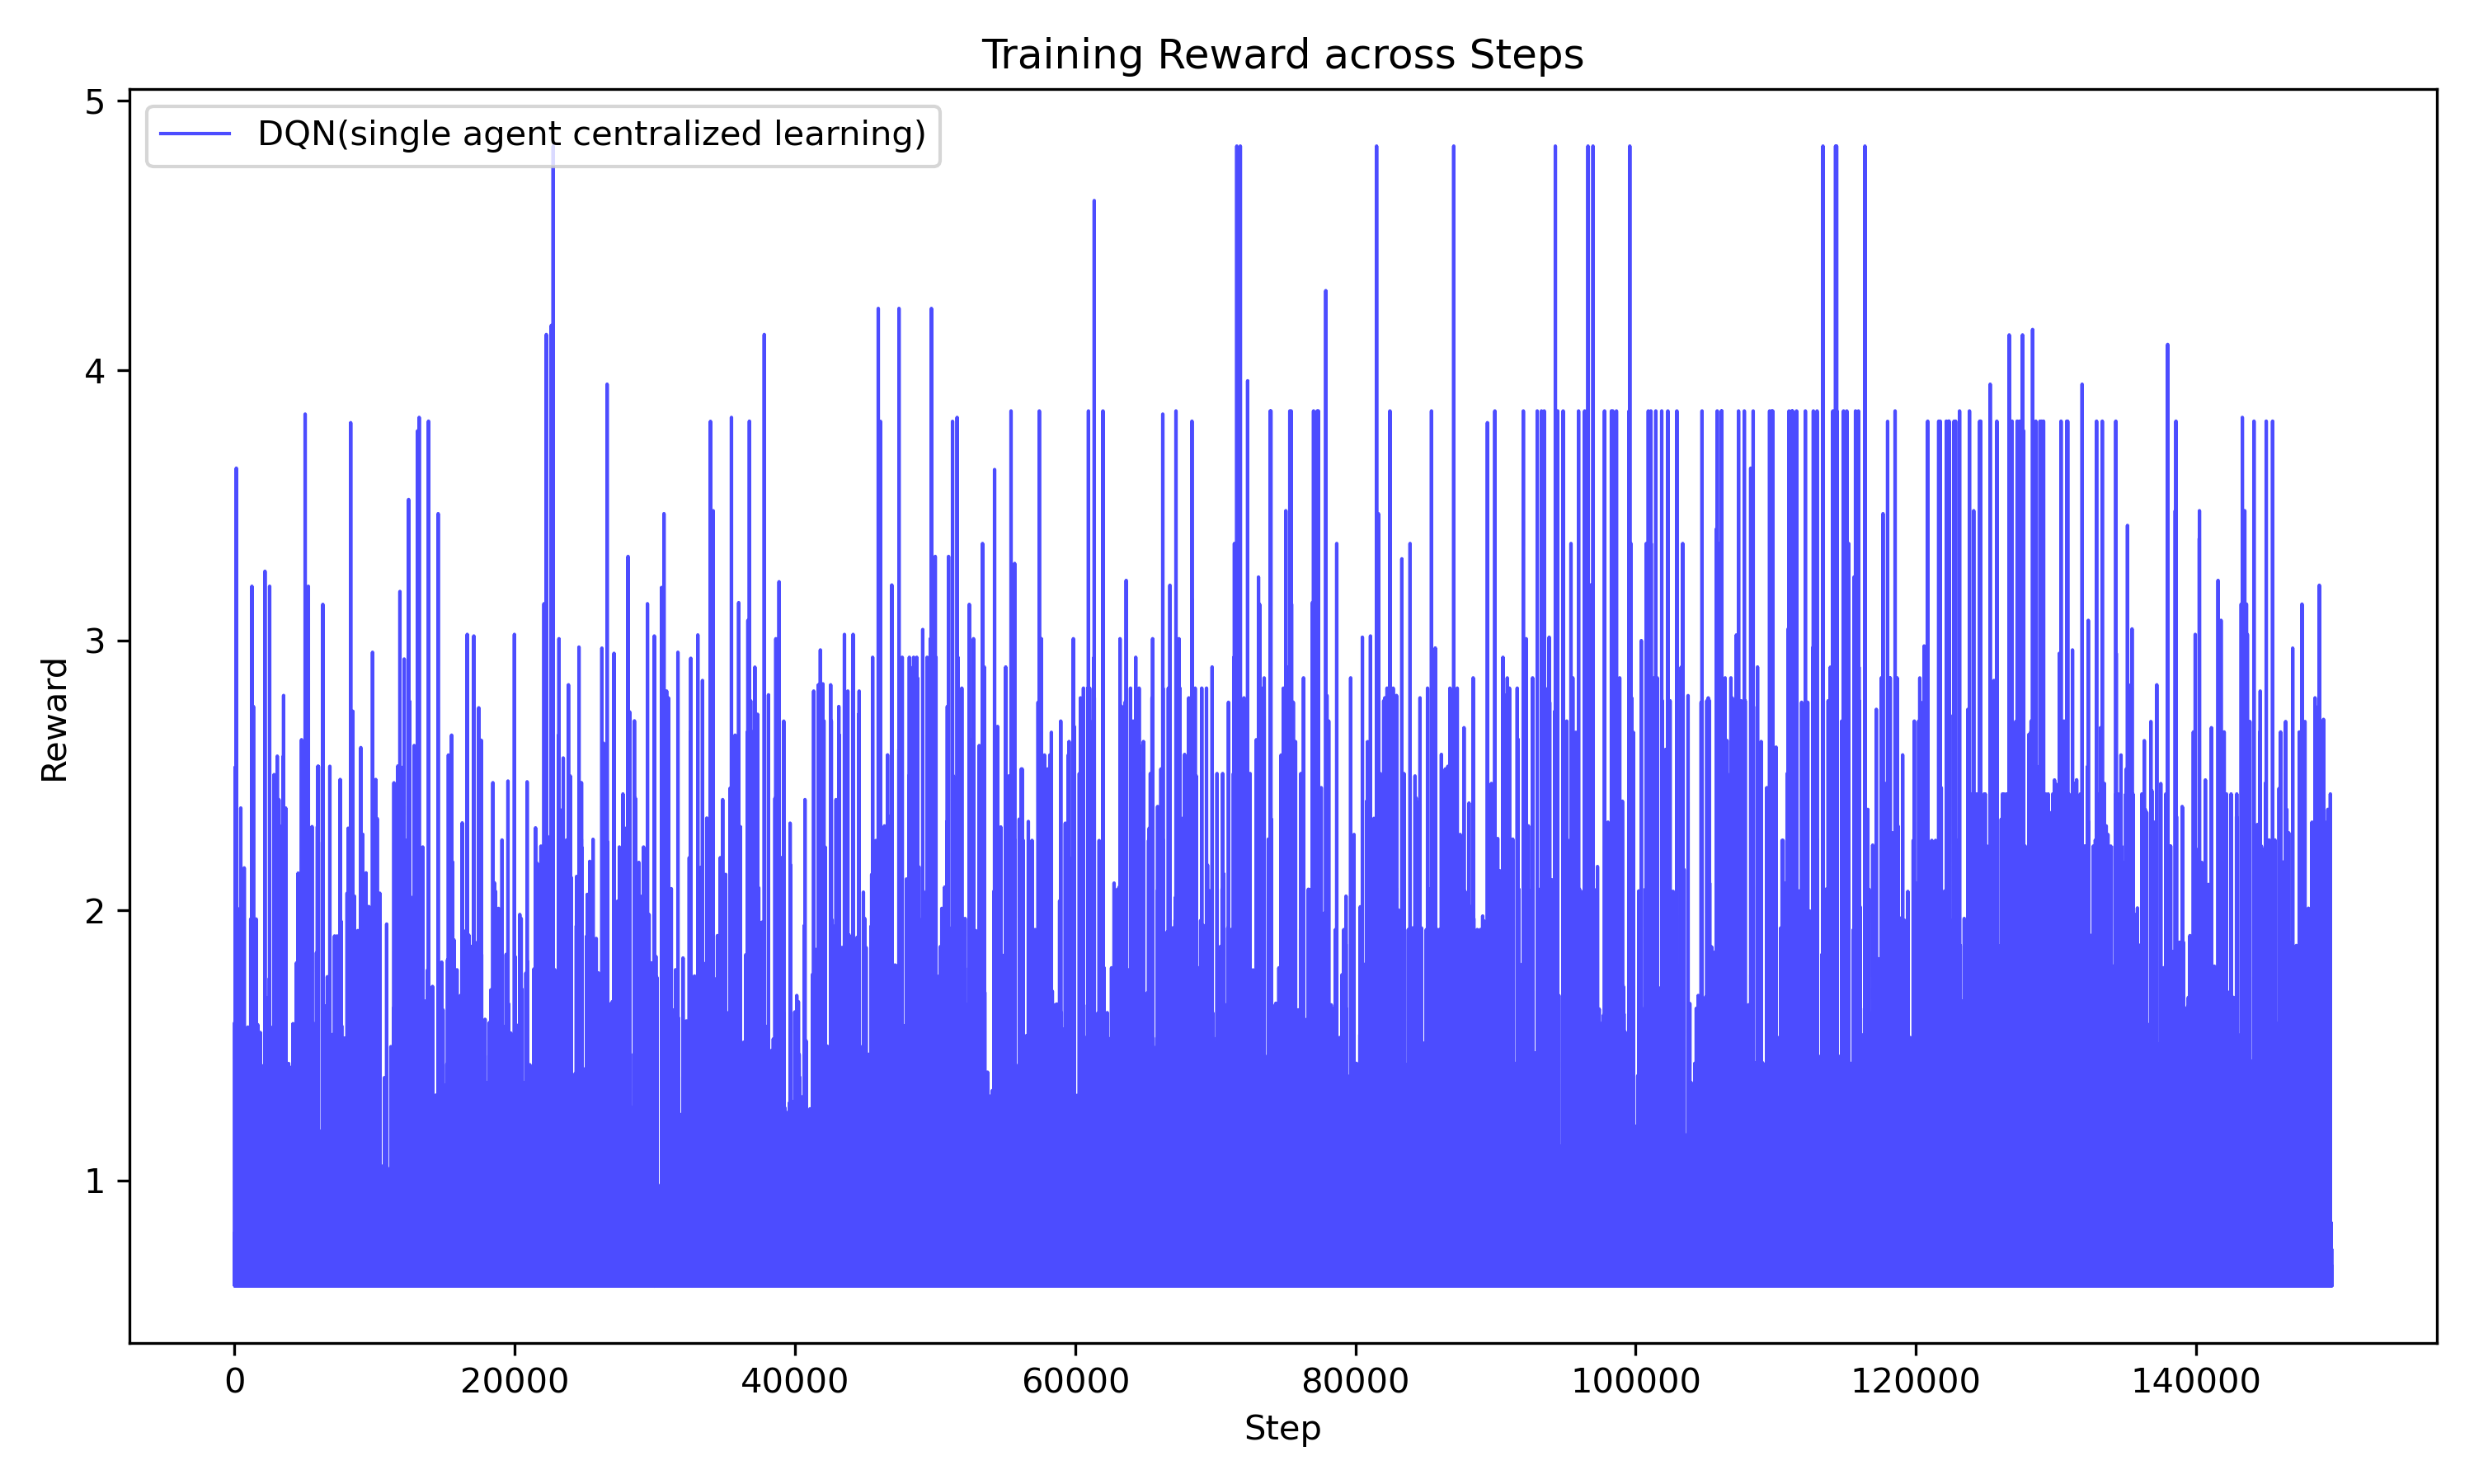 Training Reward across Steps
DQN(single agent centralized learning)
5
4
3
2
1
Reward
0 20000 40000 60000 80000 100000 120000 140000
Step